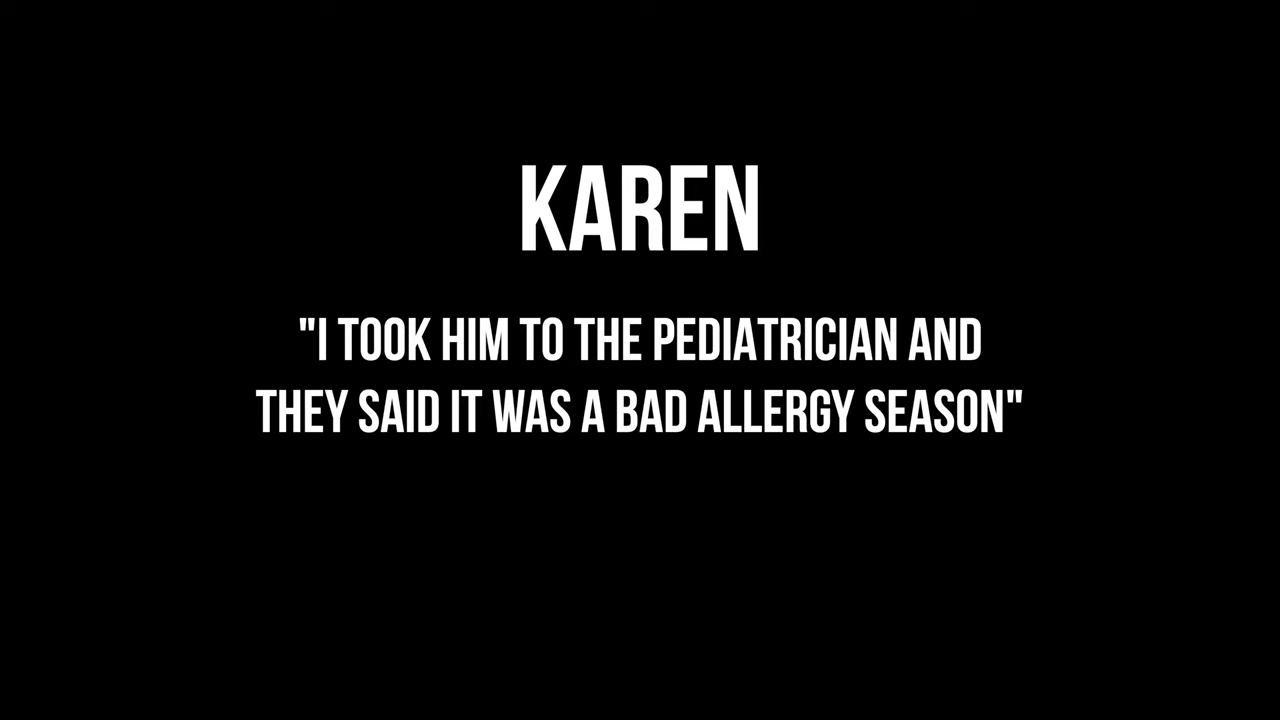 KAREN
"I TOOK HIM TO THE PEDIATRICIAN AND
THEY SAID IT WAS A BAD ALLERGY SEASON"